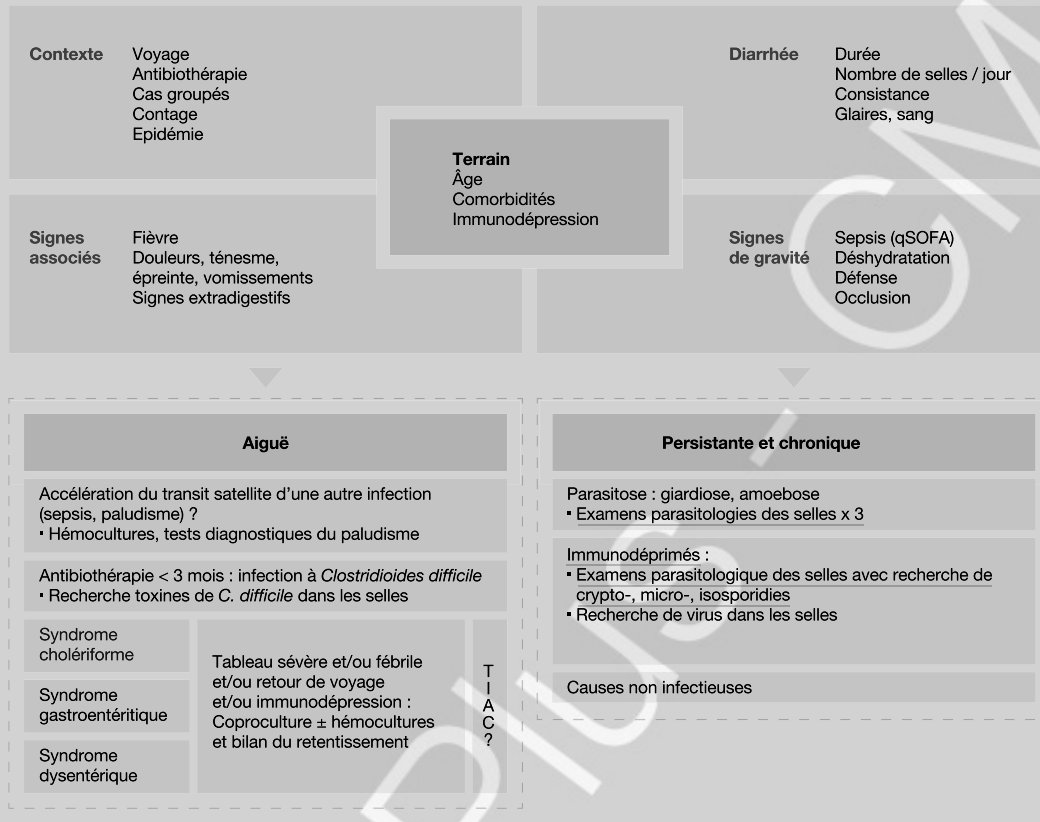 Contexte
Voyage
Antibiothérapie
Cas groupés
Contage
Epidémie
Diarrhée
Durée
Nombre de selles / jour
Consistance
Glaires, sang
Terrain
Âge
Comorbidités
Immunodépression
Signes
associés
Fièvre
Douleurs, ténesme,
épreinte, vomissements
Signes extradigestifs
Signes
de gravité
Sepsis (qSOFA)
Déshydratation
Défense
Occlusion
Aiguë
Accélération du transit satellite d'une autre infection
(sepsis, paludisme) ?
▪ Hémocultures, tests diagnostiques du paludisme
Antibiothérapie < 3 mois : infection à Clostridioides difficile
▪ Recherche toxines de C. difficile dans les selles
Syndrome
cholériforme
Syndrome
gastroentéritique
Syndrome
dysentérique
Tableau sévère et/ou fébrile
et/ou retour de voyage
et/ou immunodépression :
Coproculture ± hémocultures
et bilan du retentissement
T
I
A
C
?
Persistante et chronique
Parasitose : giardiose, amoebose
▪ Examens parasitologies des selles x 3
Immunodéprimés :
▪ Examens parasitologique des selles avec recherche de
crypto-, micro-, isosporidies
▪ Recherche de virus dans les selles
Causes non infectieuses
Plus - CM